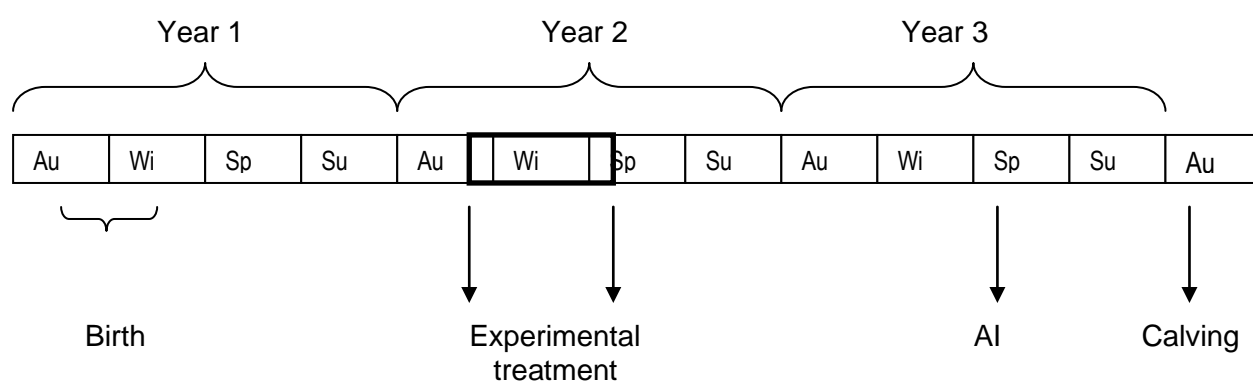 Year 1 Year 2 Year 3
Au Wi Sp Su Au Wi Sp Su Au Wi Sp Su Au
Birth Experimental AI Calving
treatment